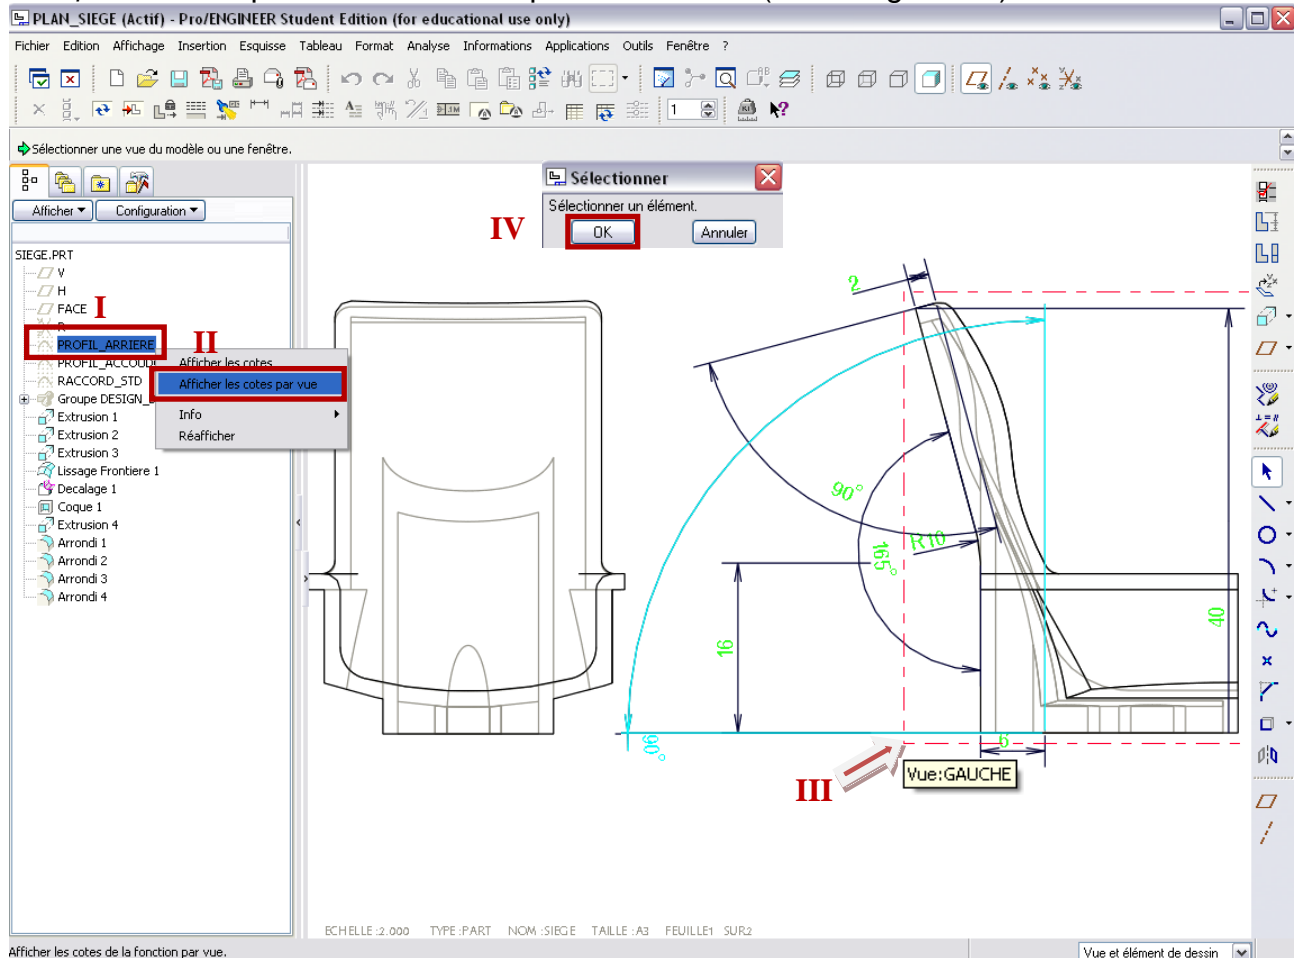 PLAN_SIEGE (Actif) - Pro/ENGINEER Student Edition (for educational use only)
Fichier Edition Affichage Insertion Esquisse Tableau Format Analyse Informations Applications Outils Fenêtre ?
1
Sélectionner une vue du modèle ou une fenêtre.
Afficher Configuration
Sélectionner
Sélectionner un élément.
IV
OK Annuler
SIEGE.PRT
V
H
FACE
I
R
PROFIL_ARRIERE
II
PROFIL_ACCOUD
Afficher les cotes
RACCORD_STD
Afficher les cotes par vue
Groupe DESIGN_
Extrusion 1
Info
Extrusion 2
Réafficher
Extrusion 3
Lissage Frontiere 1
Decalage 1
Coque 1
Extrusion 4
Arrondi 1
Arrondi 2
Arrondi 3
Arrondi 4
2
90°
R10
165°
40
16
90°
6
III
Vue:GAUCHE
ECHELLE :2.000 TYPE :PART NOM :SIEGE TAILLE :A3 FEUILLE1 SUR2
Afficher les cotes de la fonction par vue.
Vue et élément de dessin